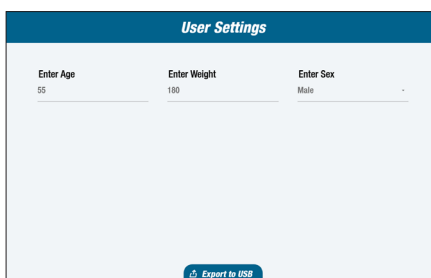 User Settings
Enter Age
Enter Weight
Enter Sex
55
180
Male
Export to USB